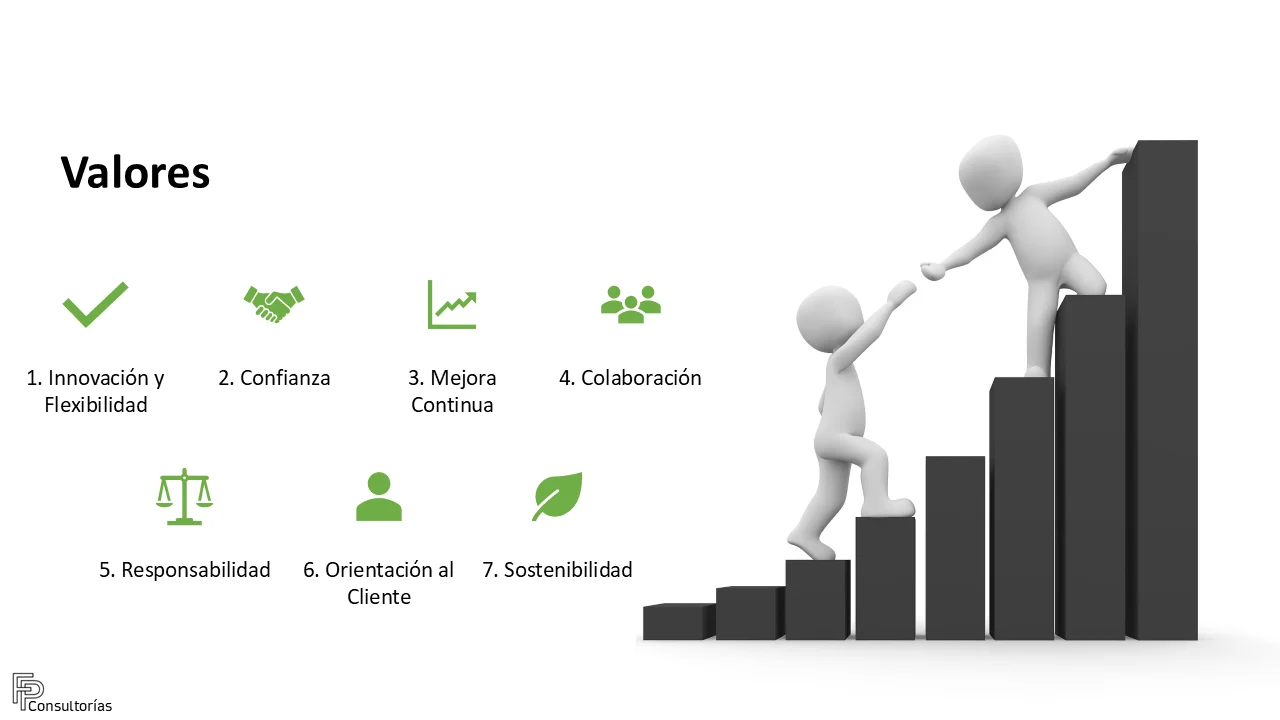 Valores
1. Innovación y
Flexibilidad
2. Confianza
3. Mejora
Continua
4. Colaboración
5. Responsabilidad
6. Orientación al
Cliente
7. Sostenibilidad
FP
Consultorías